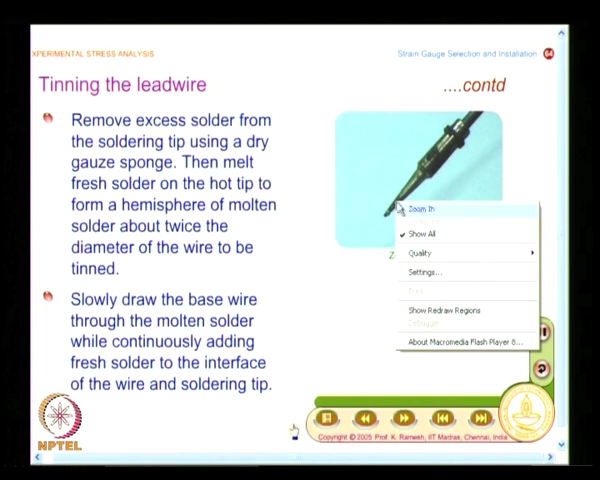 XPERIMENTAL STRESS ANALYSIS
Strain Gauge Selection and Installation 64
Tinning the leadwire
....contd
Remove excess solder from
the soldering tip using a dry
gauze sponge. Then melt
fresh solder on the hot tip to
form a hemisphere of molten
solder about twice the
diameter of the wire to be
tinned.
Slowly draw the base wire
through the molten solder
while continuously adding
fresh solder to the interface
of the wire and soldering tip.
Zoom In
Show All
Quality
Settings...
Print...
Show Redraw Regions
Debugger
About Macromedia Flash Player 8...
NPTEL
Copyright © 2005 Prof. K. Ramesh, IIT Madras, Chennai, India